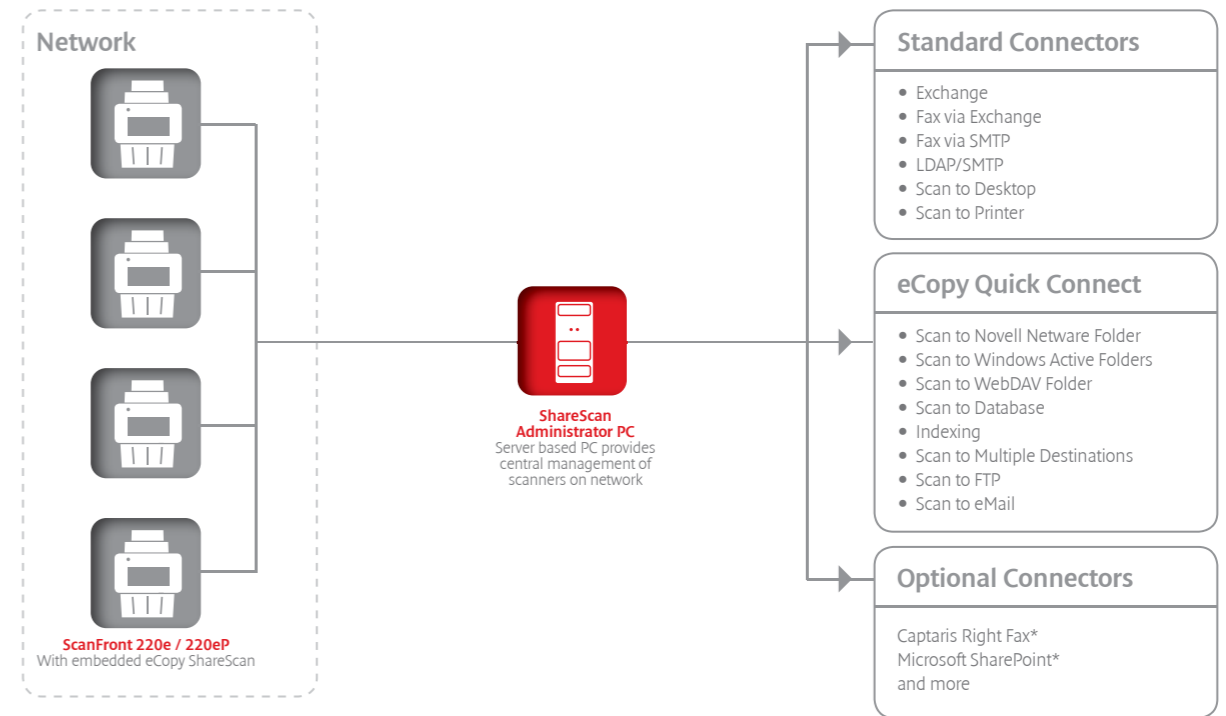 Network
ScanFront 220e / 220eP
With embedded eCopy ShareScan
ShareScan
Administrator PC
Server based PC provides
central management of
scanners on network
Standard Connectors
• Exchange
• Fax via Exchange
• Fax via SMTP
• LDAP/SMTP
• Scan to Desktop
• Scan to Printer
eCopy Quick Connect
• Scan to Novell Netware Folder
• Scan to Windows Active Folders
• Scan to WebDAV Folder
• Scan to Database
• Indexing
• Scan to Multiple Destinations
• Scan to FTP
• Scan to eMail
Optional Connectors
Captaris Right Fax*
Microsoft SharePoint*
and more